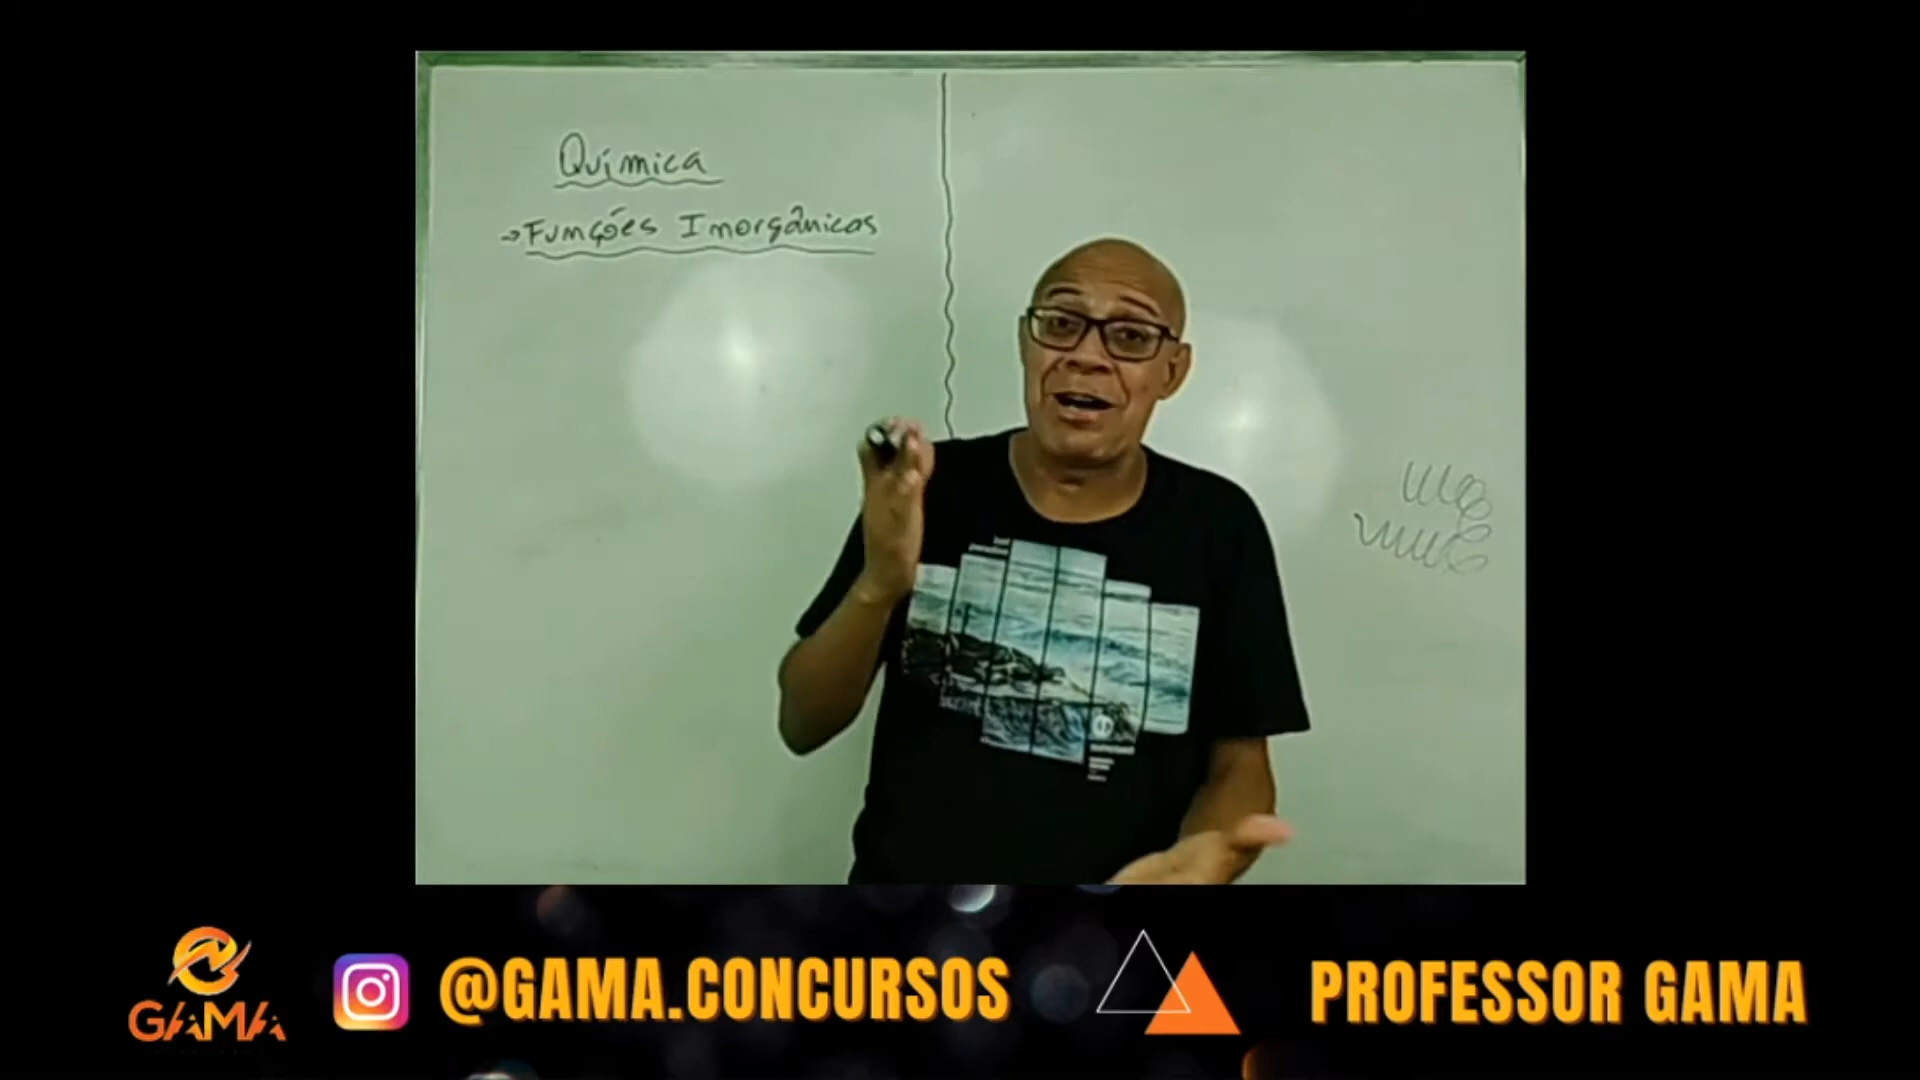 Química
→Funções Inorgânicas
GAMA
@GAMA.CONCURSOS
PROFESSOR GAMA